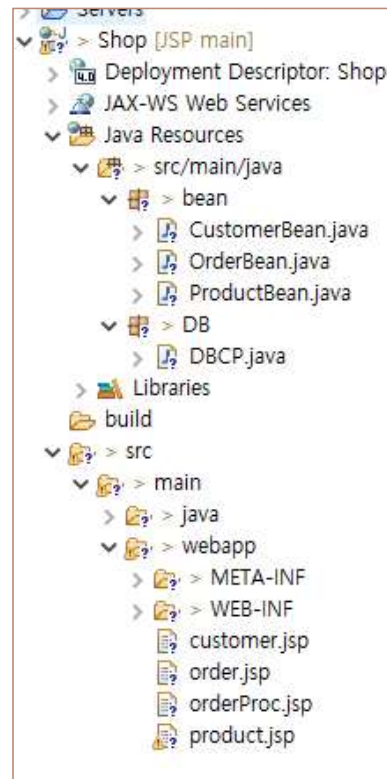 Servers
> Shop [JSP main]
Deployment Descriptor: Shop
JAX-WS Web Services
Java Resources
> src/main/java
> bean
CustomerBean.java
OrderBean.java
ProductBean.java
> DB
DBCP.java
Libraries
build
> src
> main
> java
> webapp
> META-INF
> WEB-INF
customer.jsp
order.jsp
orderProc.jsp
product.jsp